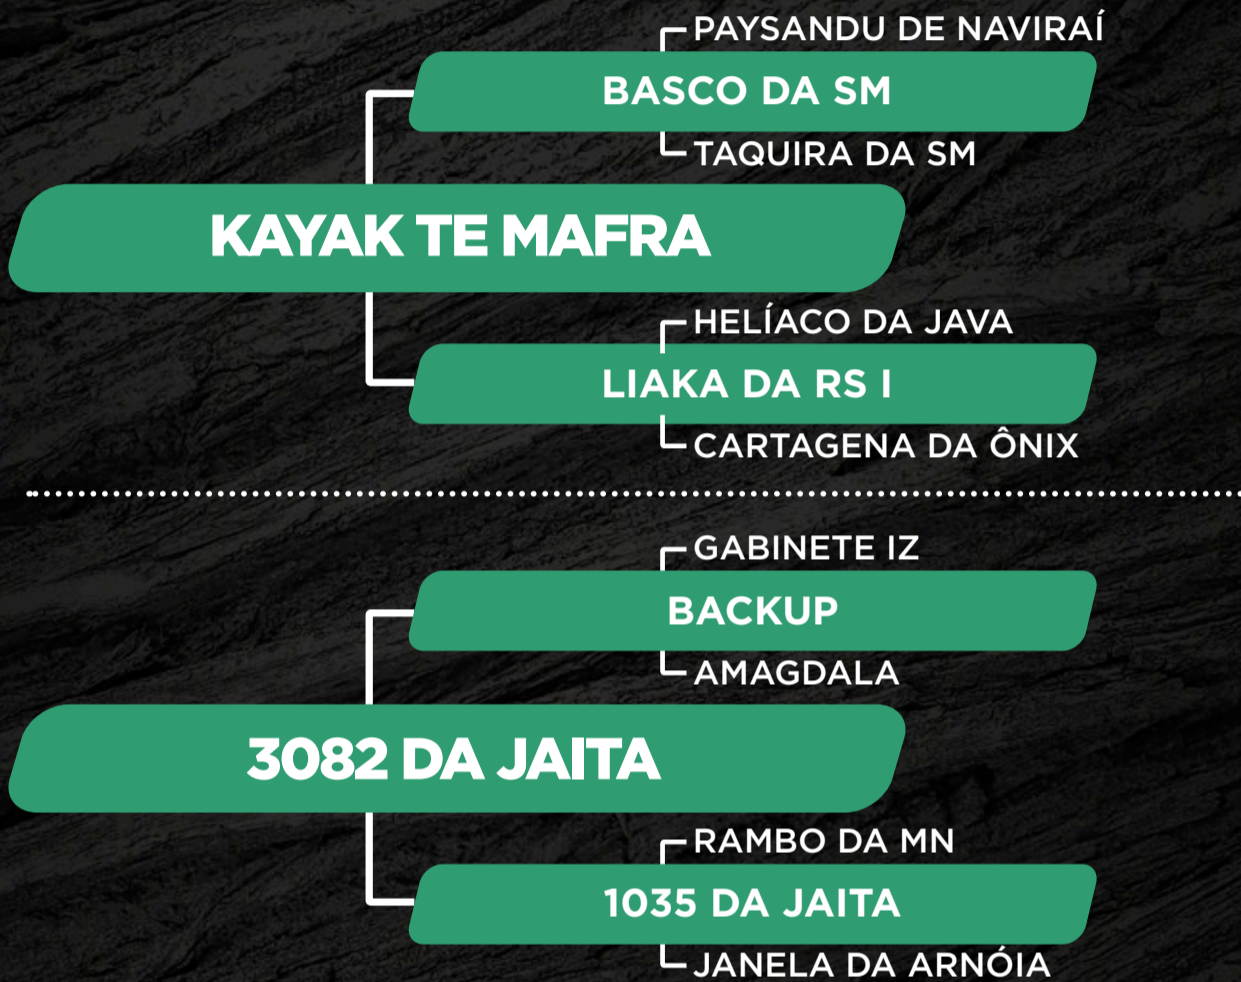 PAYSANDU DE NAVIRAÍ
BASCO DA SM
TAQUIRA DA SM
KAYAK TE MAFRA
HELÍACO DA JAVA
LIAKA DA RS I
CARTAGENA DA ÔNIX
GABINETE IZ
BACKUP
AMAGDALA
3082 DA JAITA
RAMBO DA MN
1035 DA JAITA
JANELA DA ARNÓIA